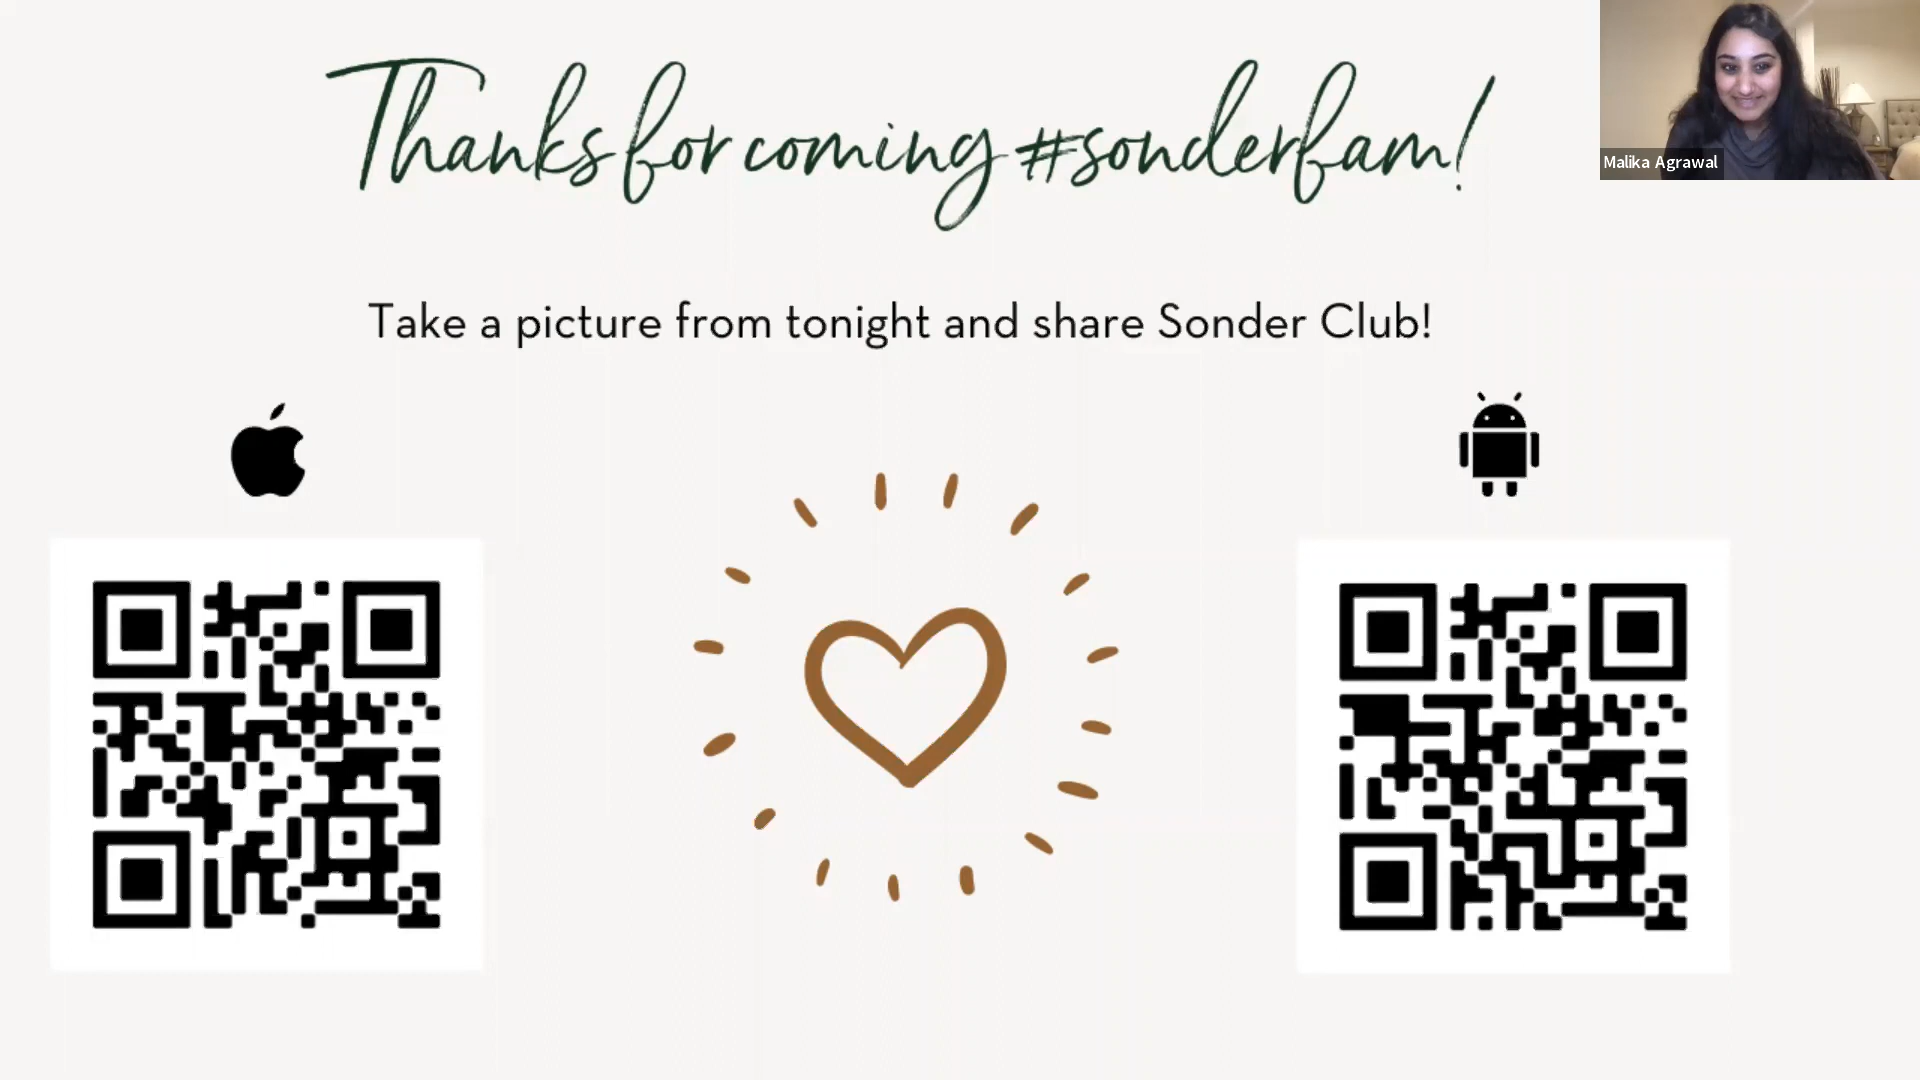 Thanks for coming #sonderfam!
Malika Agrawal
Take a picture from tonight and share Sonder Club!